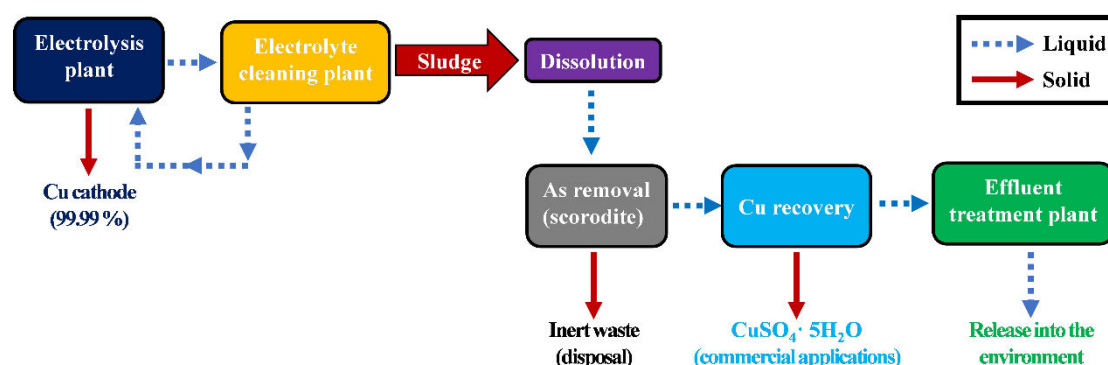 Electrolysis
plant
Electrolyte
cleaning plant
Sludge
Dissolution
Liquid
Solid
Cu cathode
(99.99 %)
As removal
(scorodite)
Cu recovery
Effluent
treatment plant
Inert waste
(disposal)
CuSO₄· 5H₂O
(commercial applications)
Release into the
environment